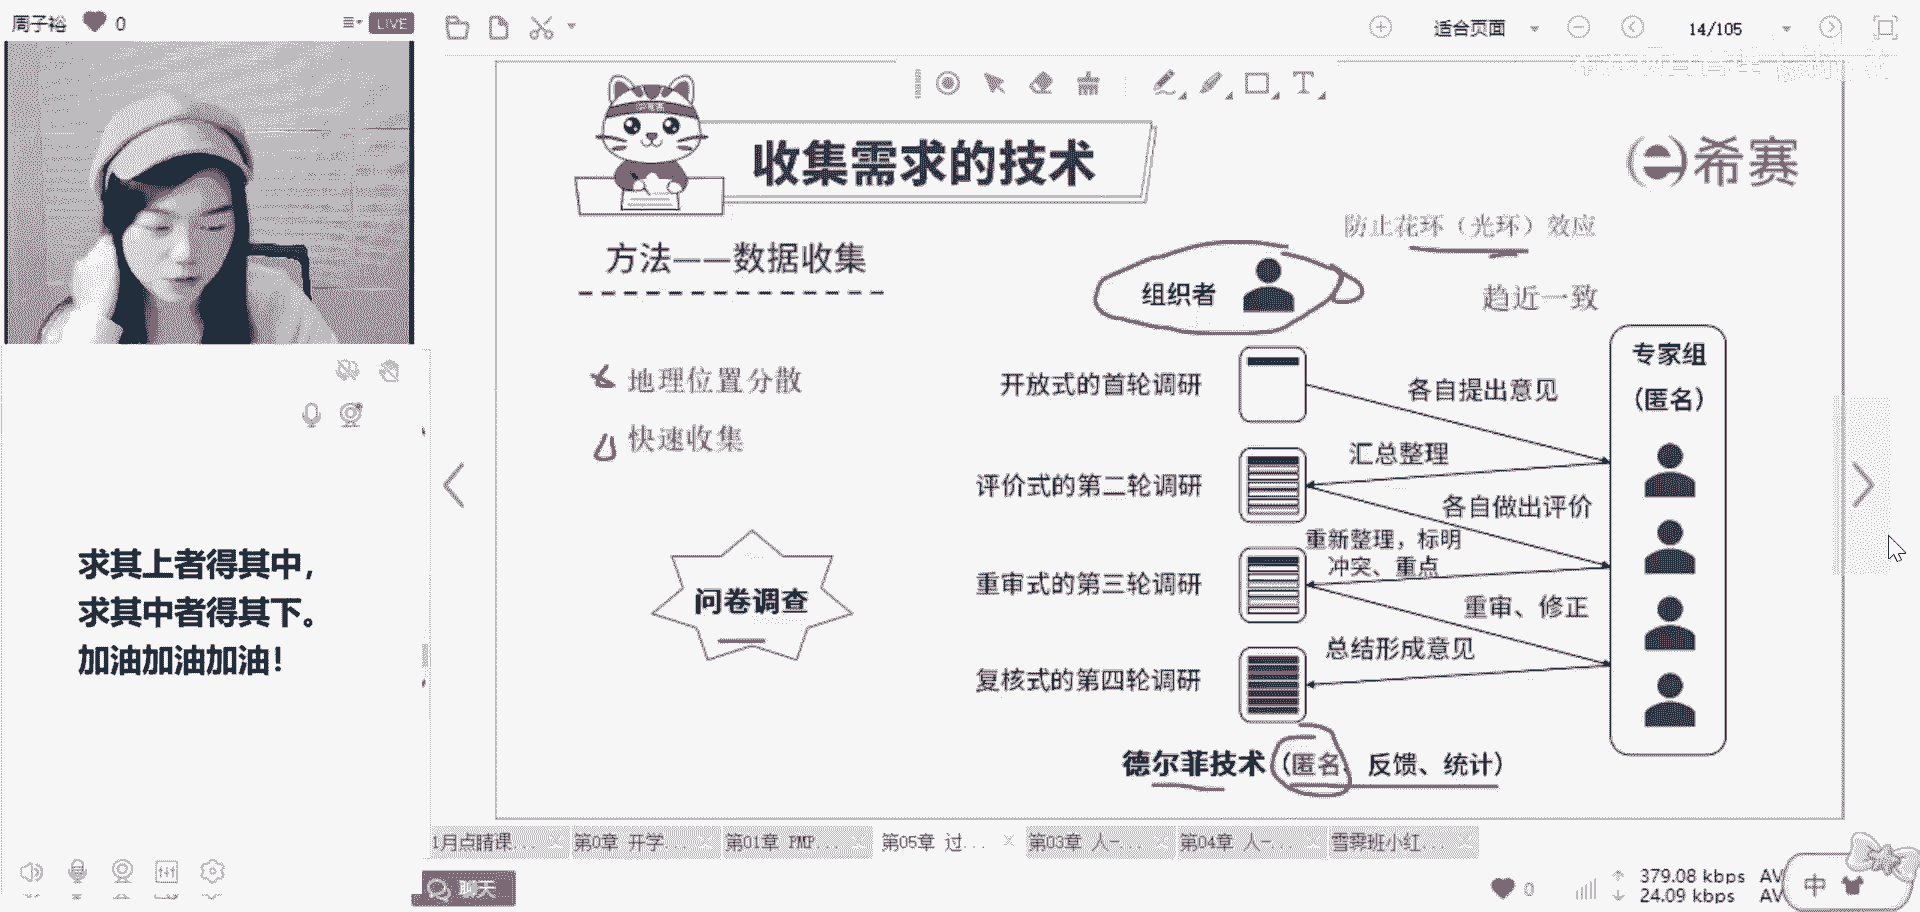 周子裕 0
LIVE
适合页面
14/105
收集需求的技术
希赛
防止花环（光环）效应
方法——数据收集
组织者
趋近一致
专家组
（匿名）
地理位置分散
开放式的首轮调研
各自提出意见
快速收集
汇总整理
评价式的第二轮调研
各自做出评价
重新整理，标明
冲突、重点
求其上者得其中，
求其中者得其下。
加油加油加油！
问卷调查
重审式的第三轮调研
重审、修正
总结形成意见
复核式的第四轮调研
德尔菲技术（匿名、反馈、统计）
1月点睛课...
第0章 开学...
第01章 PMP...
第05章 过...
第03章 人-...
第04章 人-...
雪霁班小红...
聊天
0
379.08 kbps AV
24.09 kbps AV
中